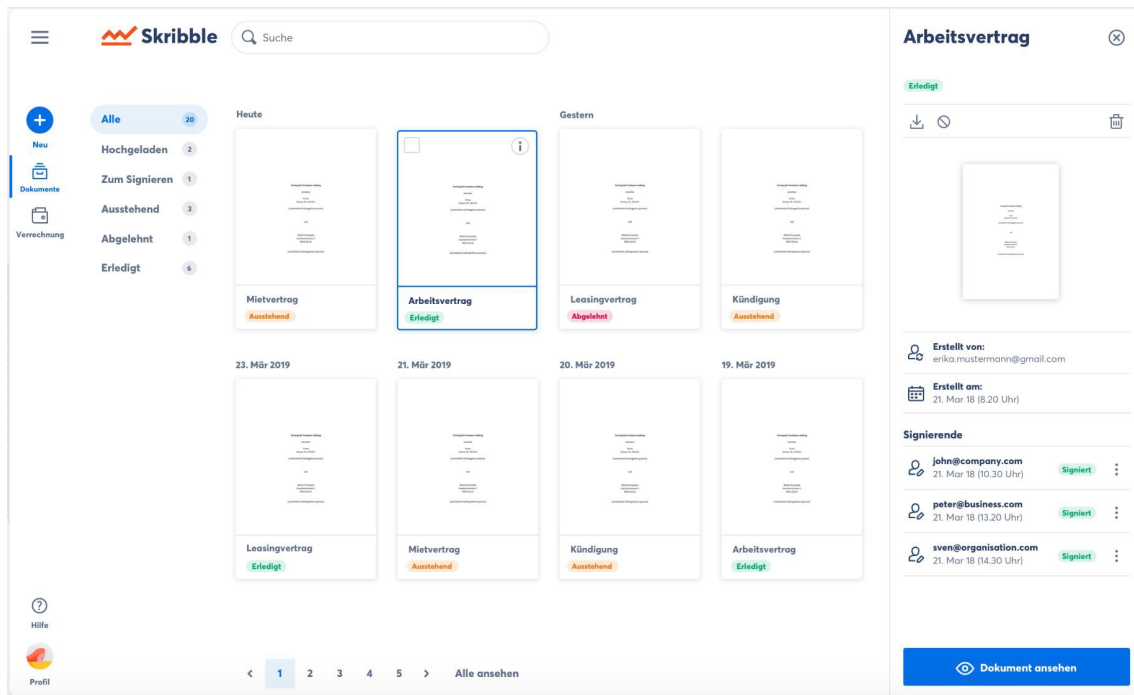 Skribble
Suche
Neu
Dokumente
Verrechnung
Alle 20
Hochgeladen 2
Zum Signieren 1
Ausstehend 3
Abgelehnt 1
Erledigt 6
Heute
Gestern
Mietvertrag
Ausstehend
Arbeitsvertrag
Erledigt
Leasingvertrag
Abgelehnt
Kündigung
Ausstehend
23. Mär 2019
21. Mär 2019
20. Mär 2019
19. Mär 2019
Leasingvertrag
Erledigt
Mietvertrag
Ausstehend
Kündigung
Ausstehend
Arbeitsvertrag
Erledigt
Hilfe
Profil
< 1 2 3 4 5 > Alle ansehen
Arbeitsvertrag
Erledigt
Erstellt von:
erika.mustermann@gmail.com
Erstellt am:
21. Mar 18 (8.20 Uhr)
Signierende
john@company.com
21. Mar 18 (10.30 Uhr)
Signiert
peter@business.com
21. Mar 18 (13.20 Uhr)
Signiert
sven@organisation.com
21. Mar 18 (14.30 Uhr)
Signiert
Dokument ansehen